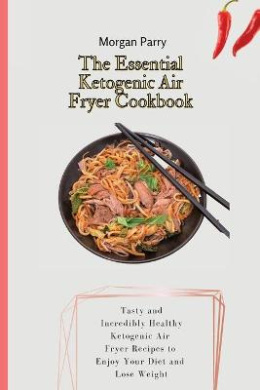 Morgan Parry
The Essential
Ketogenic Air
Fryer Cookbook
Tasty and
Incredibly Healthy
Ketogenic Air
Fryer Recipes to
Enjoy Your Diet and
Lose Weight